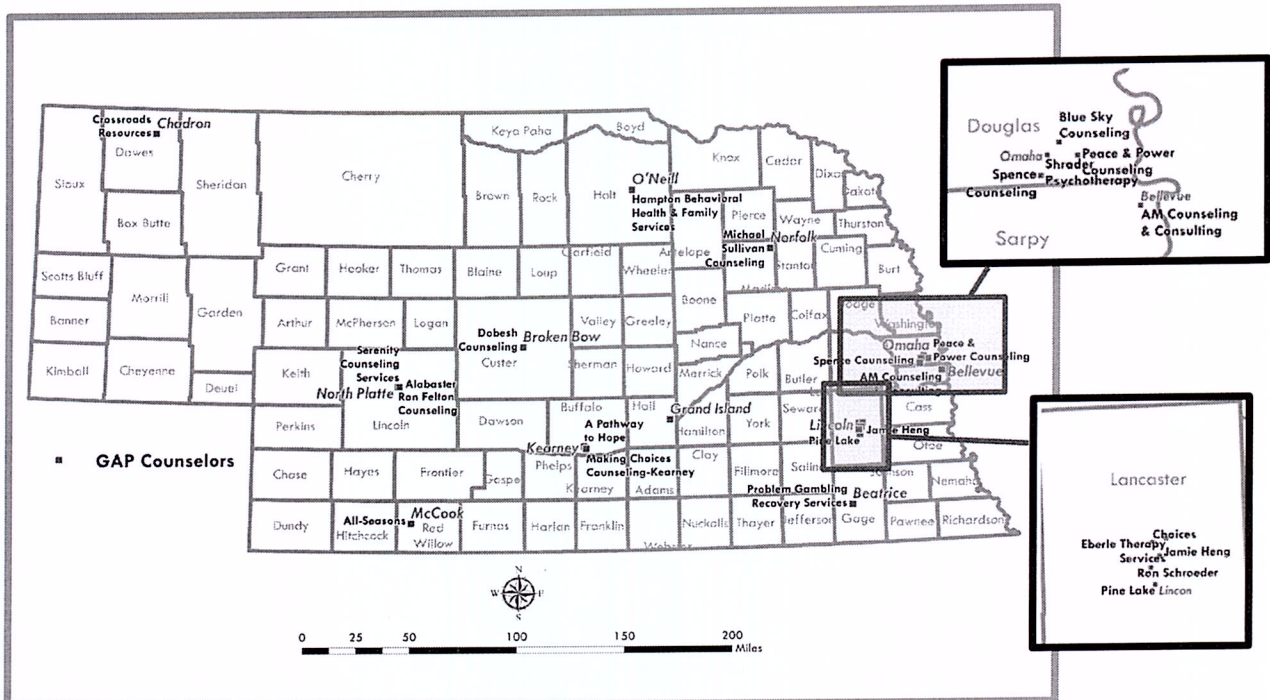 Crossroads
Resources
Chadron
Dawes
Sioux
Sheridan
Box Butte
Cherry
Keya Paha
Boyd
Brown
Rock
Holt
O'Neill
Hampton Behavioral
Health & Family
Services
Knox
Cedar
Pierce
Wayne
Thurston
Michael
Sullivan
Counseling
Norfolk
Antelope
Cuming
Burt
Scotts Bluff
Banner
Kimball
Morrill
Cheyenne
Garden
Deuel
Grant
Hooker
Thomas
Blaine
Loup
Garfield
Wheeler
Boone
Arthur
McPherson
Logan
Dobesh
Counseling
Broken Bow
Custer
Valley
Greeley
Sherman
Howard
Nance
Merrick
Platte
Colfax
Polk
Butler
Washington
Omaha
Peace &
Power Counseling
Spence Counseling
AM Counseling
Bellevue
Keith
Serenity
Counseling
Services
North Platte
Alabaster
Ron Felton
Counseling
Lincoln
Perkins
Dawson
Buffalo
Hall
Grand Island
Hamilton
York
Seward
Lincoln
Jamie Heng
Pine Lake
Cass
Otoe
A Pathway
to Hope
Kearney
Making Choices
Counseling-Kearney
Chase
Hayes
Frontier
Phelps
Kearney
Adams
Clay
Fillmore
Problem Gambling
Recovery Services
Beatrice
Dundy
All-Seasons
Hitchcock
McCook
Red
Willow
Furnas
Harlan
Franklin
Webster
Nuckolls
Thayer
Jefferson
Gage
Pawnee
Richardson
GAP Counselors
N
W
E
S
0 25 50 100 150 200
Miles
Douglas
Blue Sky
Counseling
Omaha
Shrader
Psychotherapy
Peace & Power
Counseling
Spence
Counseling
Bellevue
AM Counseling
& Consulting
Sarpy
Lancaster
Choices
Eberle Therapy
Services
Jamie Heng
Ron Schroeder
Pine Lake
Lincon